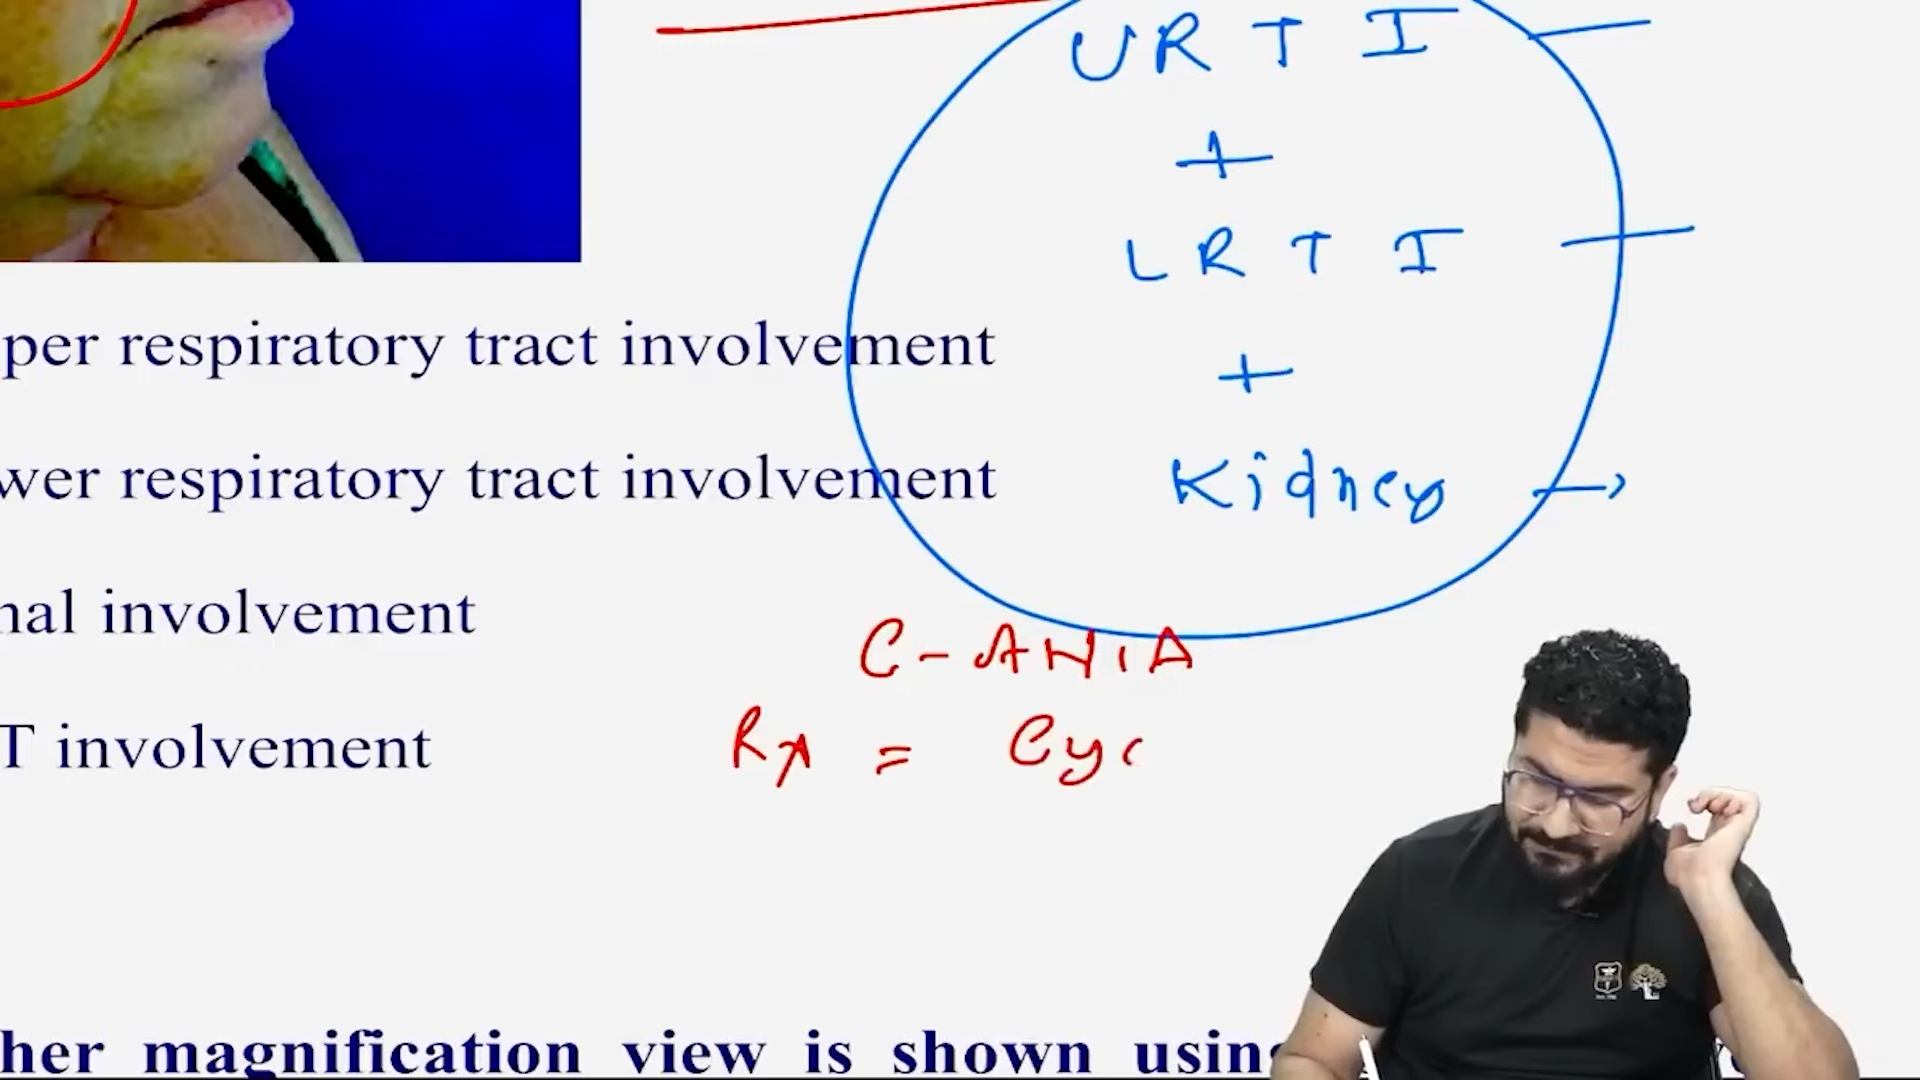 URTI
+
LRTI
per respiratory tract involvement
+
wer respiratory tract involvement
Kidney
nal involvement
C-ANCA
T involvement
Rx = Cyc
her magnification view is shown using